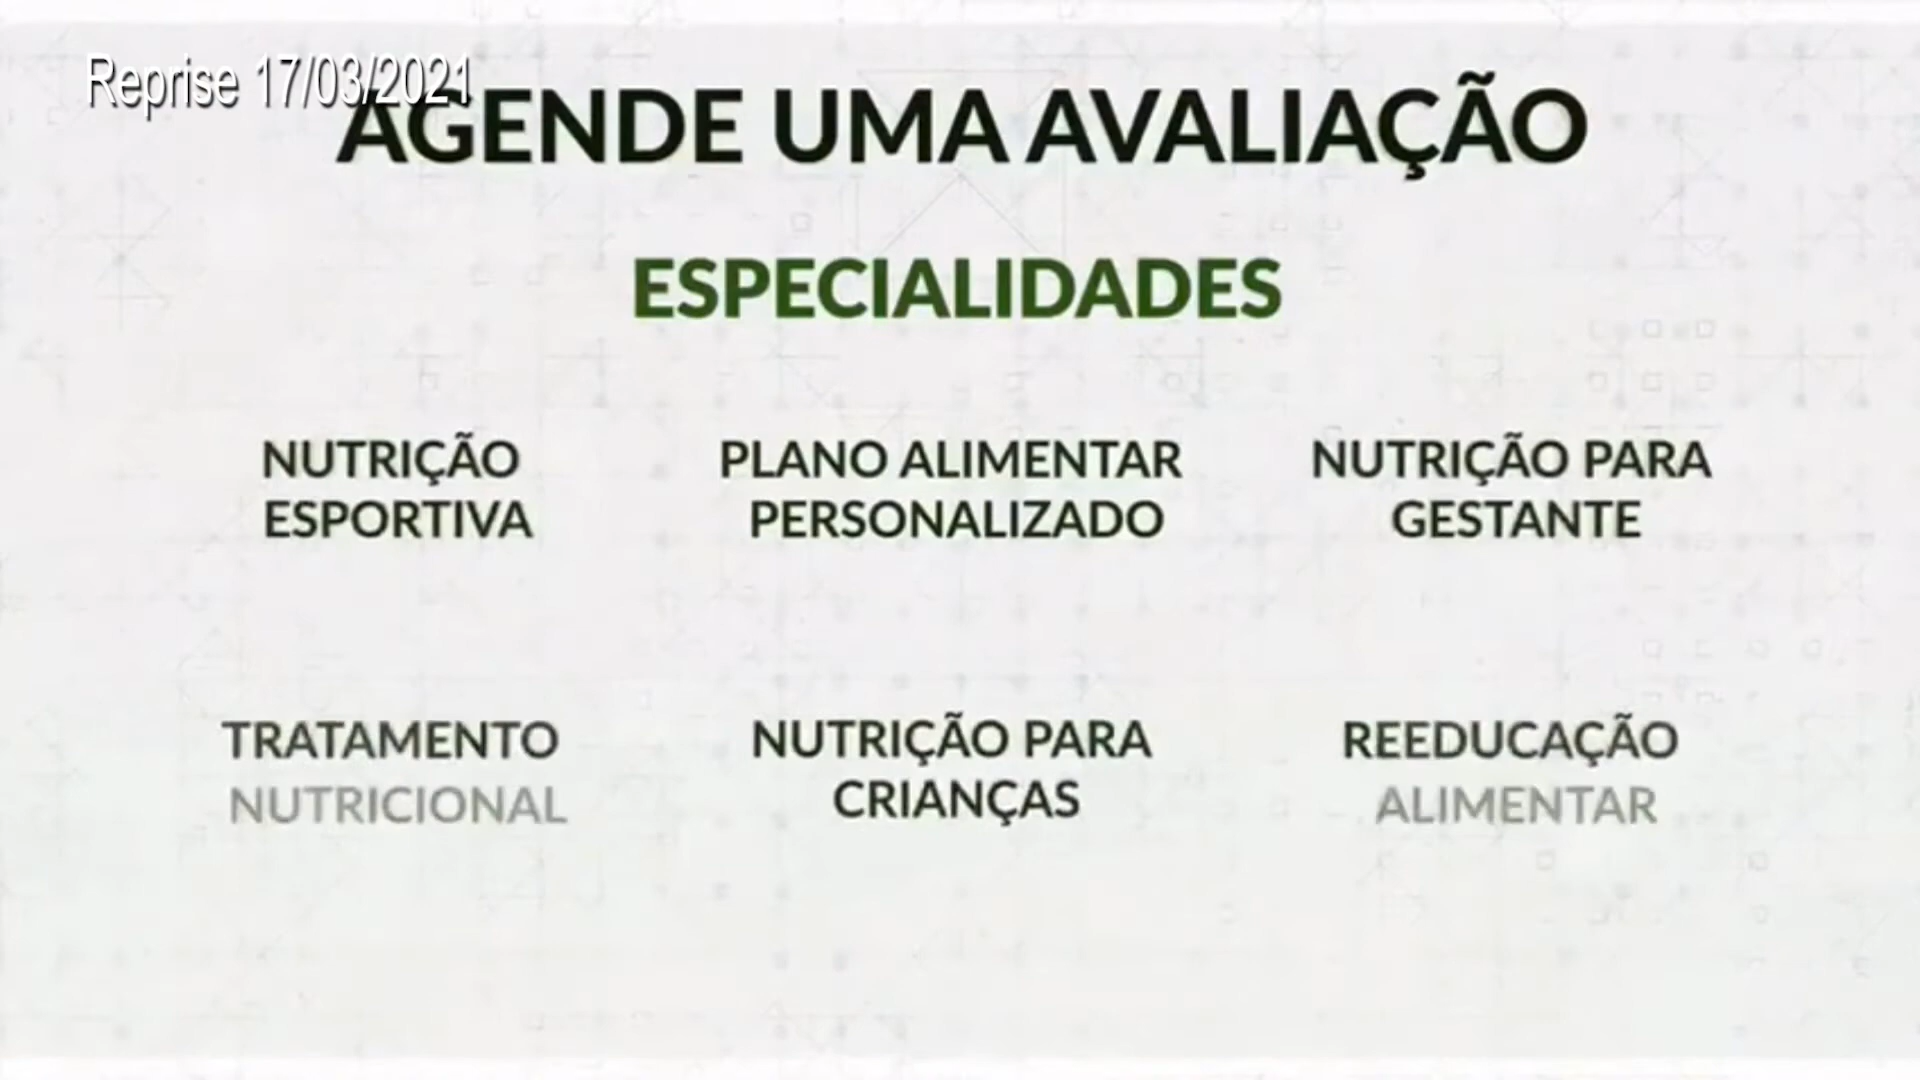 Reprise 17/03/2021
AGENDE UMA AVALIAÇÃO
ESPECIALIDADES
NUTRIÇÃO
ESPORTIVA
PLANO ALIMENTAR
PERSONALIZADO
NUTRIÇÃO PARA
GESTANTE
TRATAMENTO
NUTRICIONAL
NUTRIÇÃO PARA
CRIANÇAS
REEDUCAÇÃO
ALIMENTAR